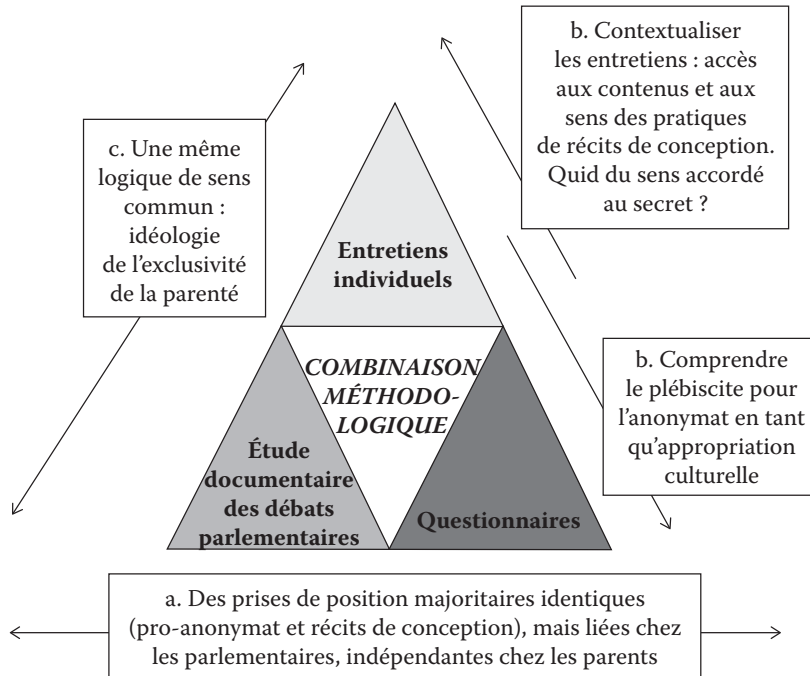 b. Contextualiser
les entretiens : accès
aux contenus et aux
sens des pratiques
de récits de conception.
Quid du sens accordé
au secret ?
c. Une même
logique de sens
commun :
idéologie
de l’exclusivité
de la parenté
Entretiens
individuels
COMBINAISON
MÉTHODO-
LOGIQUE
b. Comprendre
le plébiscite pour
l’anonymat en tant
qu’appropriation
culturelle
Étude
documentaire
des débats
parlementaires
Questionnaires
a. Des prises de position majoritaires identiques
(pro-anonymat et récits de conception), mais liées chez
les parlementaires, indépendantes chez les parents